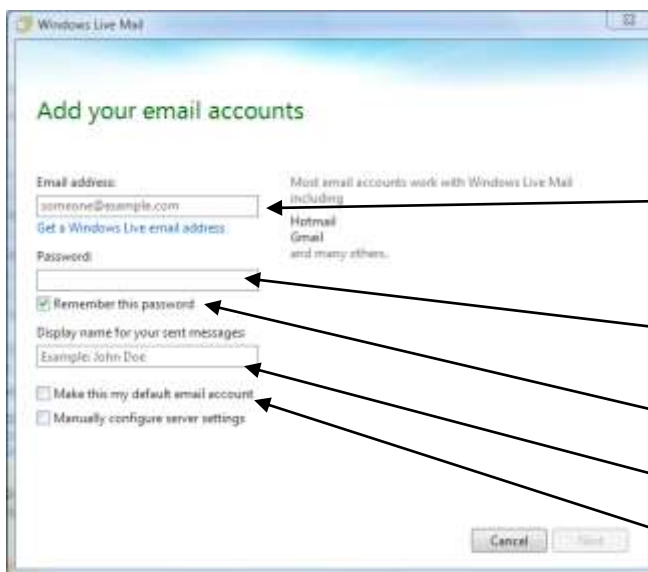 Windows Live Mail
Add your email accounts
Email address:
someone@example.com
Get a Windows Live email address
Password:
Remember this password
Display name for your sent messages:
Example: John Doe
Make this my default email account
Manually configure server settings
Most email accounts work with Windows Live Mail
including
Hotmail
Gmail
and many others.
Cancel
Next